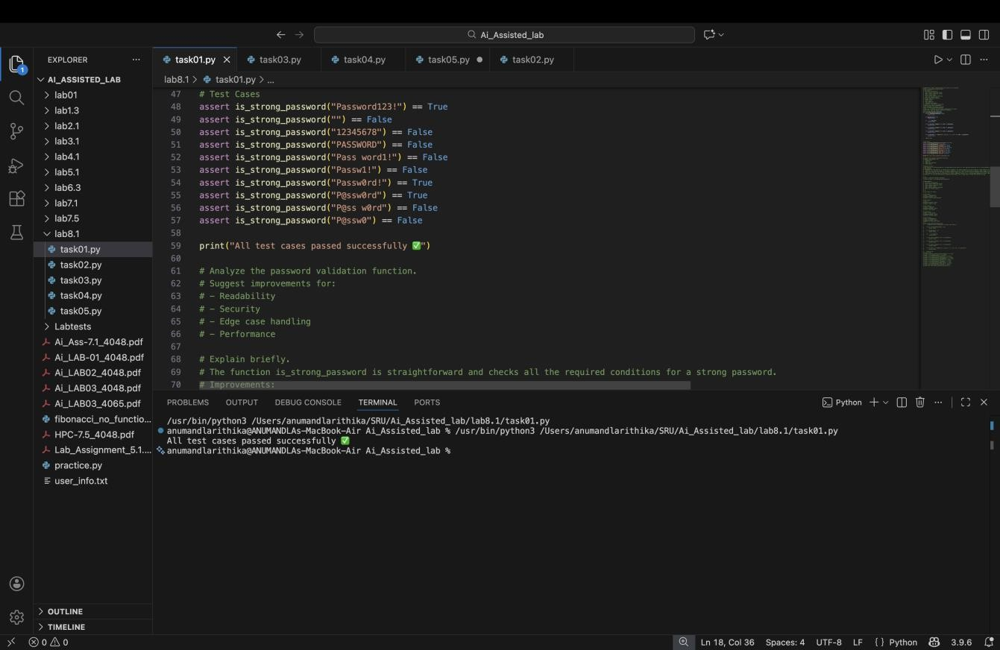 Ai_Assisted_lab
EXPLORER
AI_ASSISTED_LAB
lab01
lab1.3
lab2.1
lab3.1
lab4.1
lab5.1
lab6.3
lab7.1
lab7.5
lab8.1
task01.py
task02.py
task03.py
task04.py
task05.py
Labtests
Ai_Ass-7.1_4048.pdf
Ai_LAB-01_4048.pdf
Ai_LAB02_4048.pdf
Ai_LAB03_4048.pdf
Ai_LAB03_4065.pdf
fibonacci_no_functio...
HPC-7.5_4048.pdf
Lab_Assignment_5.1....
practice.py
user_info.txt
OUTLINE
TIMELINE
1
task01.py task03.py task04.py task05.py task02.py
lab8.1 > task01.py > ...
47 # Test Cases
48 assert is_strong_password("Password123!") == True
49 assert is_strong_password("") == False
50 assert is_strong_password("12345678") == False
51 assert is_strong_password("PASSWORD") == False
52 assert is_strong_password("Pass word1!") == False
53 assert is_strong_password("Passw1!") == False
54 assert is_strong_password("Passw0rd!") == True
55 assert is_strong_password("P@ssw0rd") == True
56 assert is_strong_password("P@ss w0rd") == False
57 assert is_strong_password("P@ssw0") == False
58
59 print("All test cases passed successfully ✅")
60
61 # Analyze the password validation function.
62 # Suggest improvements for:
63 # - Readability
64 # - Security
65 # - Edge case handling
66 # - Performance
67
68 # Explain briefly.
69 # The function is_strong_password is straightforward and checks all the required conditions for a strong password.
70 # Improvements:
PROBLEMS OUTPUT DEBUG CONSOLE TERMINAL PORTS Python
/usr/bin/python3 /Users/anumandlarithika/SRU/Ai_Assisted_lab/lab8.1/task01.py
anumandlarithika@ANUMANDLAs-MacBook-Air Ai_Assisted_lab % /usr/bin/python3 /Users/anumandlarithika/SRU/Ai_Assisted_lab/lab8.1/task01.py
All test cases passed successfully ✅
anumandlarithika@ANUMANDLAs-MacBook-Air Ai_Assisted_lab %
0 0 Ln 18, Col 36 Spaces: 4 UTF-8 LF { } Python 3.9.6